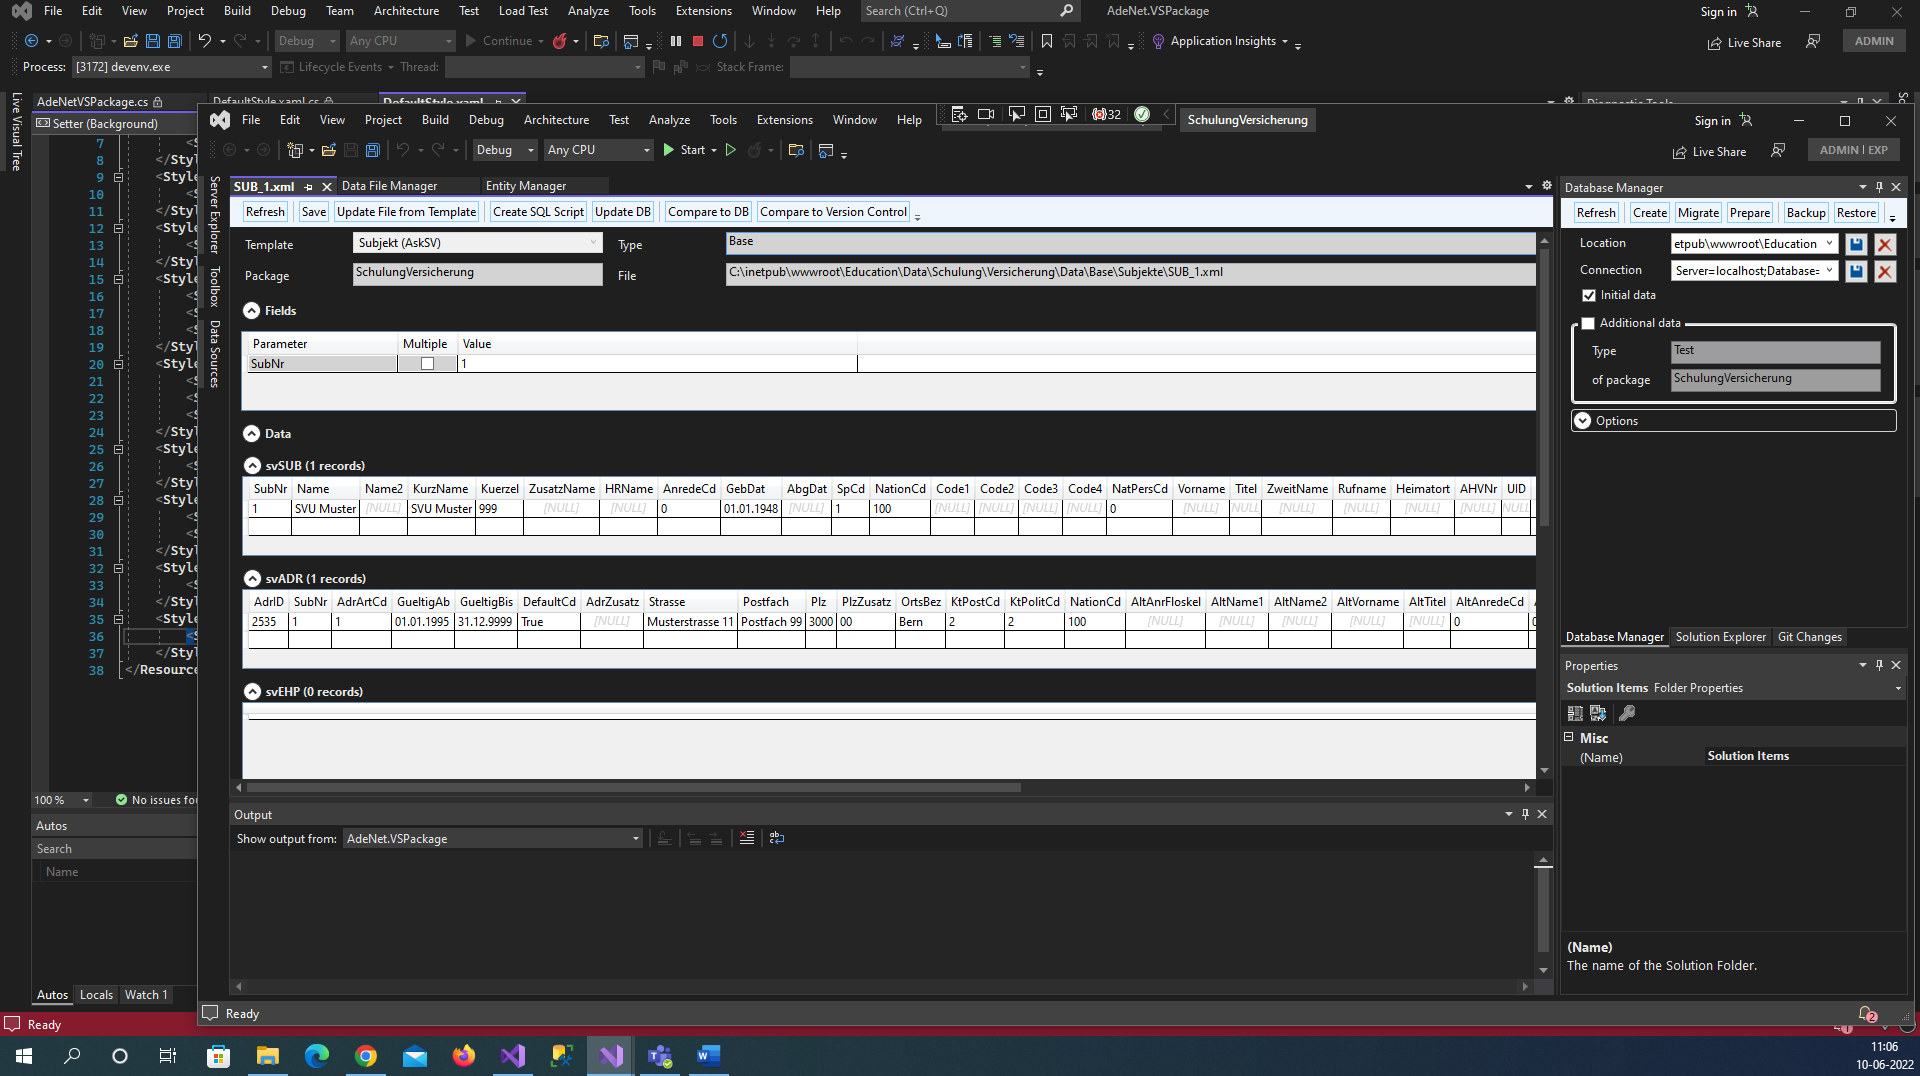 File Edit View Project Build Debug Team Architecture Test Load Test Analyze Tools Extensions Window Help Search (Ctrl+Q) AdeNet.VSPackage Sign in
Debug Any CPU Continue Application Insights Live Share ADMIN
Process: [3172] devenv.exe Lifecycle Events Thread: Stack Frame:
Live Visual Tree
AdeNetVSPackage.cs DefaultStyle.xaml.cs DefaultStyle.xaml Diagnostic Tools
Setter (Background)
7 <S
8 </Styl
9 <Style
10 <S
11 </Styl
12 <Style
13 <S
14 </Styl
15 <Style
16 <S
17 <S
18 <S
19 </Styl
20 <Style
21 <S
22 <S
23 <S
24 </Styl
25 <Style
26 <S
27 </Styl
28 <Style
29 <S
30 <S
31 </Styl
32 <Style
33 <S
34 </Styl
35 <Style
36 <S
37 </Styl
38 </Resourc
100 % No issues fou
Autos
Search
Name
Autos Locals Watch 1
Ready
File Edit View Project Build Debug Architecture Test Analyze Tools Extensions Window Help 32 SchulungVersicherung Sign in
Debug Any CPU Start Live Share ADMIN | EXP
Server Explorer
Toolbox
Data Sources
SUB_1.xml Data File Manager Entity Manager
Refresh Save Update File from Template Create SQL Script Update DB Compare to DB Compare to Version Control
Template Subjekt (AskSV) Type Base
Package SchulungVersicherung File C:\inetpub\wwwroot\Education\Data\Schulung\Versicherung\Data\Base\Subjekte\SUB_1.xml
Fields
Parameter Multiple Value
SubNr 1
Data
svSUB (1 records)
SubNr Name Name2 KurzName Kuerzel ZusatzName HRName AnredeCd GebDat AbgDat SpCd NationCd Code1 Code2 Code3 Code4 NatPersCd Vorname Titel ZweitName Rufname Heimatort AHVNr UID
1 SVU Muster [NULL] SVU Muster 999 [NULL] [NULL] 0 01.01.1948 [NULL] 1 100 [NULL] [NULL] [NULL] [NULL] 0 [NULL] [NULL] [NULL] [NULL] [NULL] [NULL] [NULL]
svADR (1 records)
AdrID SubNr AdrArtCd GueltigAb GueltigBis DefaultCd AdrZusatz Strasse Postfach Plz PlzZusatz OrtsBez KtPostCd KtPolitCd NationCd AltAnrFloskel AltName1 AltName2 AltVorname AltTitel AltAnredeCd
2535 1 1 01.01.1995 31.12.9999 True [NULL] Musterstrasse 11 Postfach 99 3000 00 Bern 2 2 100 [NULL] [NULL] [NULL] [NULL] [NULL] 0
svEHP (0 records)
Output
Show output from: AdeNet.VSPackage
Ready
Database Manager
Refresh Create Migrate Prepare Backup Restore
Location etpub\wwwroot\Education
Connection Server=localhost;Database=
Initial data
Additional data
Type Test
of package SchulungVersicherung
Options
Database Manager Solution Explorer Git Changes
Properties
Solution Items Folder Properties
Misc
(Name) Solution Items
(Name)
The name of the Solution Folder.
2
1
11:06
10-06-2022